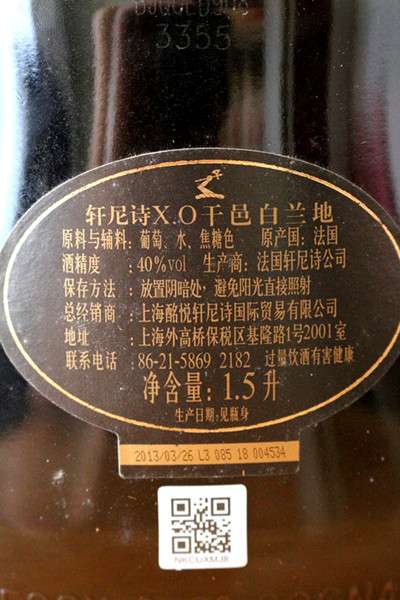 3355
轩尼诗X.O干邑白兰地
原料与辅料:葡萄、水、焦糖色 原产国:法国
酒精度 :40%vol 生产商:法国轩尼诗公司
保存方法 :放置阴暗处,避免阳光直接照射
总经销商 :上海酩悦轩尼诗国际贸易有限公司
地址 :上海外高桥保税区基隆路1号2001室
联系电话 :86-21-5869 2182 过量饮酒有害健康
净含量:1.5升
生产日期:见瓶身
2013/03/26 L3 085 18 004534